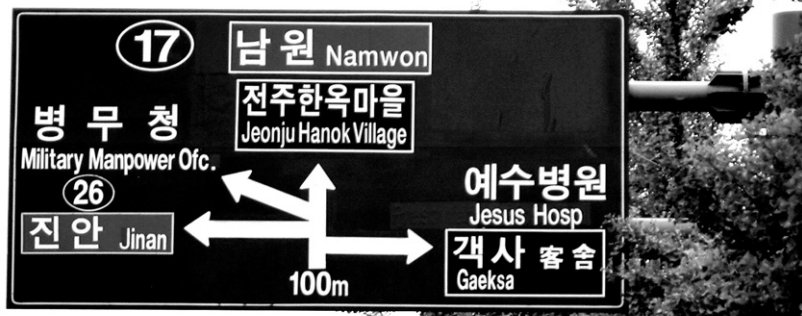 17
남원 Namwon
전주한옥마을
Jeonju Hanok Village
병무청
Military Manpower Ofc.
26
진안 Jinan
예수병원
Jesus Hosp
객사 客舍
Gaeksa
100m